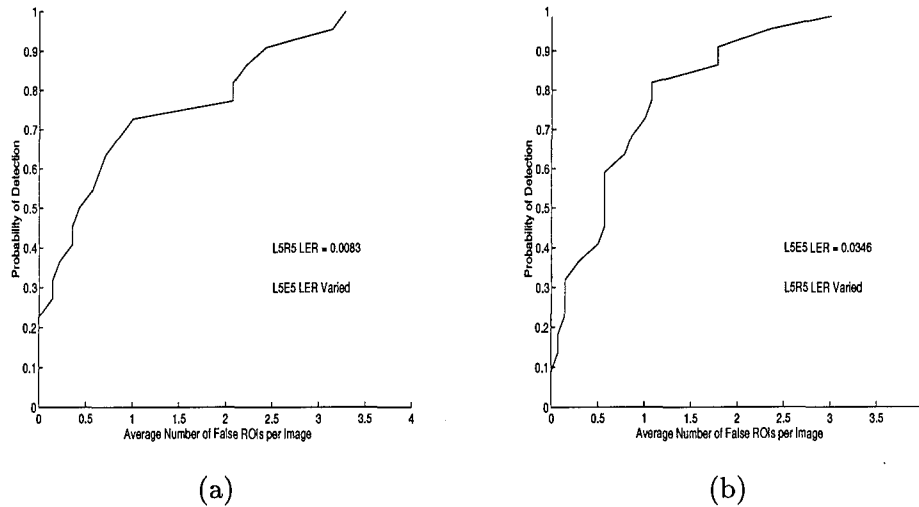 1
0.9
0.8
0.7
0.6
0.5
0.4
0.3
0.2
0.1
Probability of Detection
L5R5 LER = 0.0083
L5E5 LER Varied
0 0.5 1 1.5 2 2.5 3 3.5 4
Average Number of False ROIs per Image
(a)
1
0.9
0.8
0.7
0.6
0.5
0.4
0.3
0.2
0.1
Probability of Detection
L5E5 LER = 0.0346
L5R5 LER Varied
0 0.5 1 1.5 2 2.5 3 3.5
Average Number of False ROIs per Image
(b)